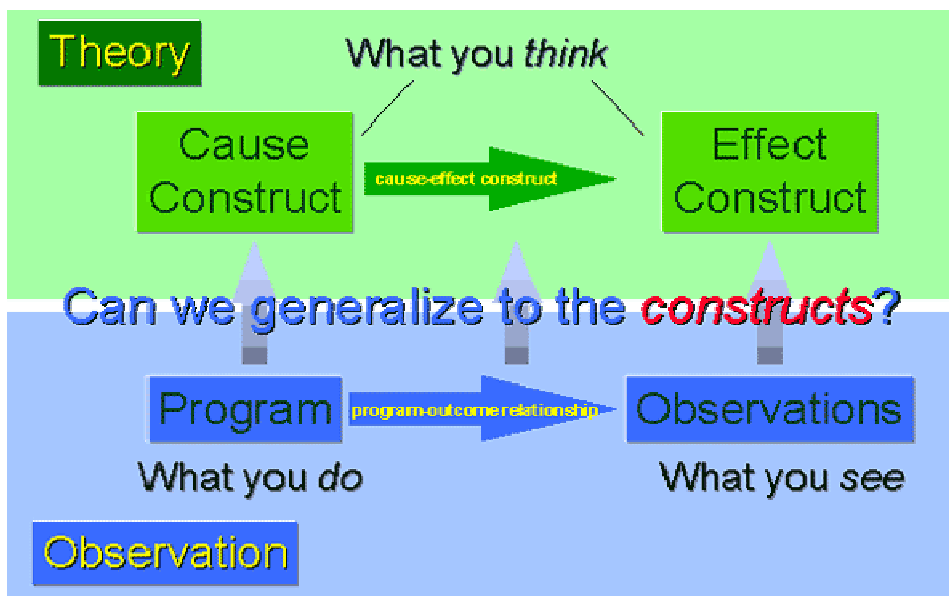 Theory
What you think
Cause
Construct
cause-effect construct
Effect
Construct
Can we generalize to the constructs?
Program
program-outcome relationship
Observations
What you do
What you see
Observation